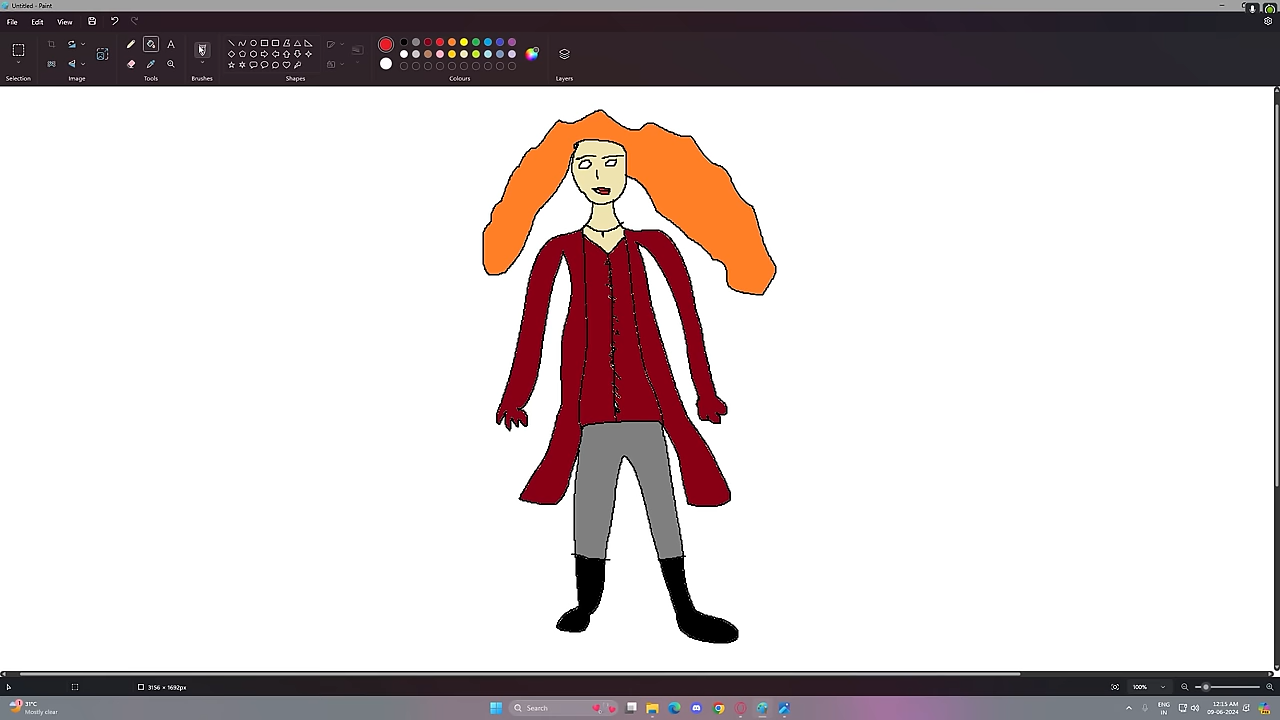 Untitled - Paint
File Edit View
Selection Image Tools Brushes Shapes Colours Layers
3156 × 1692px 100%
31°C
Mostly clear
Search
ENG
IN
12:15 AM
09-06-2024